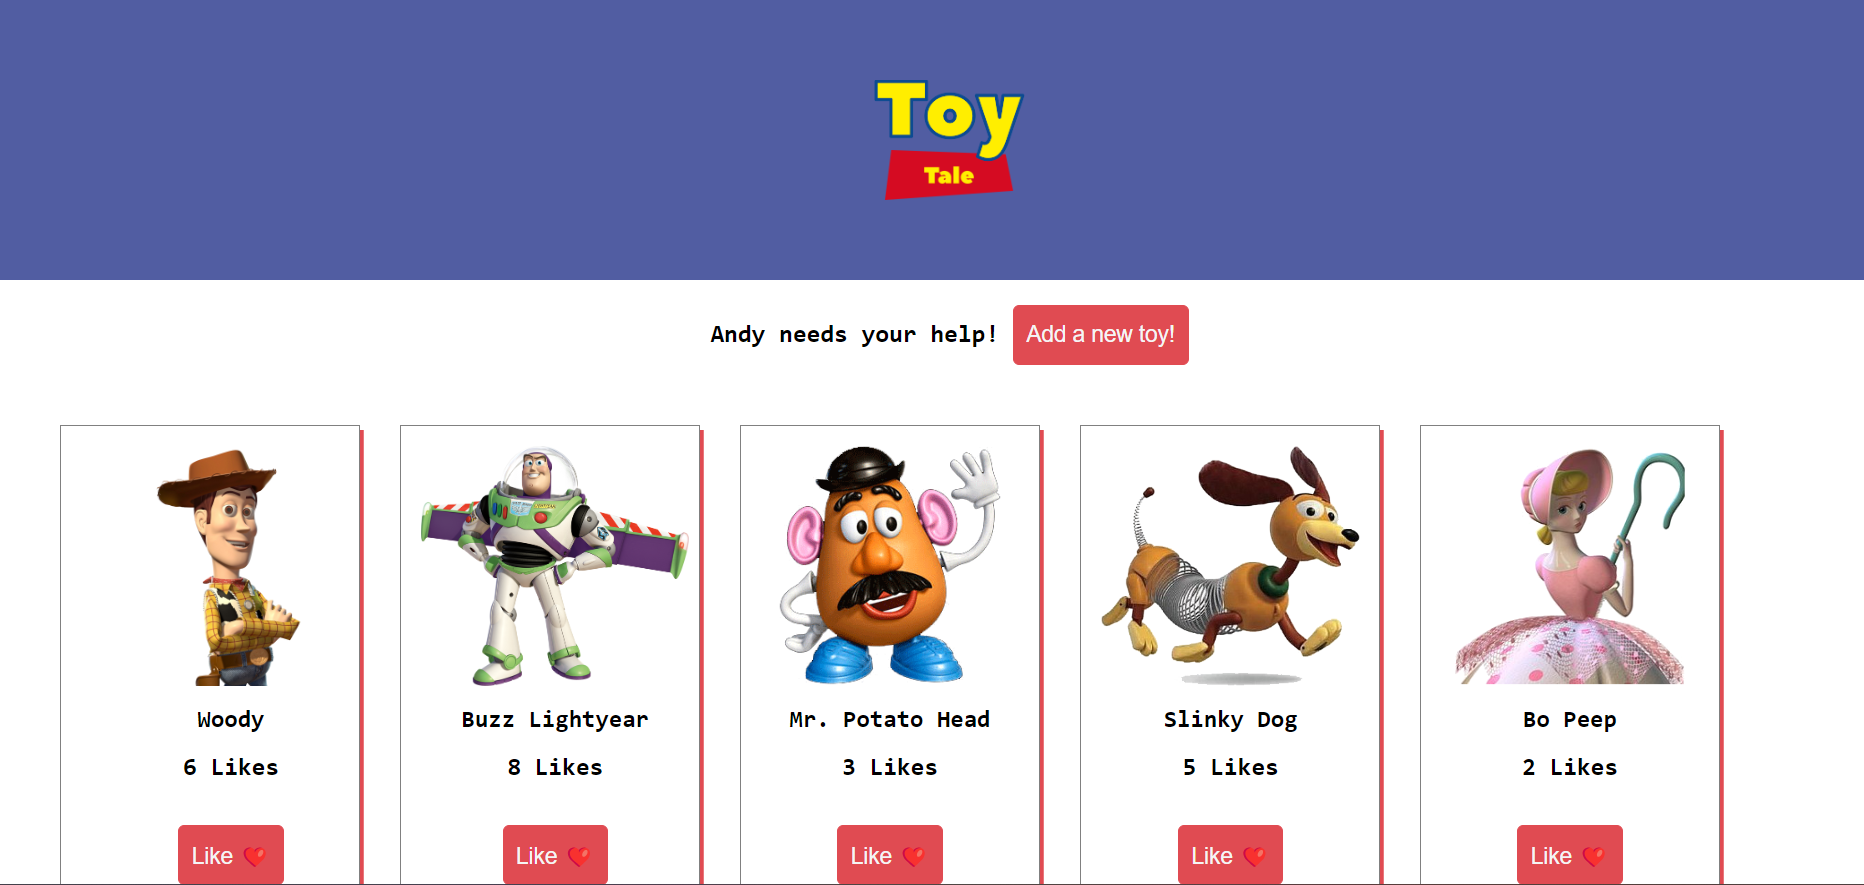 Toy
Tale
Andy needs your help! Add a new toy!
Woody
6 Likes
Like ❤️
Buzz Lightyear
8 Likes
Like ❤️
Mr. Potato Head
3 Likes
Like ❤️
Slinky Dog
5 Likes
Like ❤️
Bo Peep
2 Likes
Like ❤️